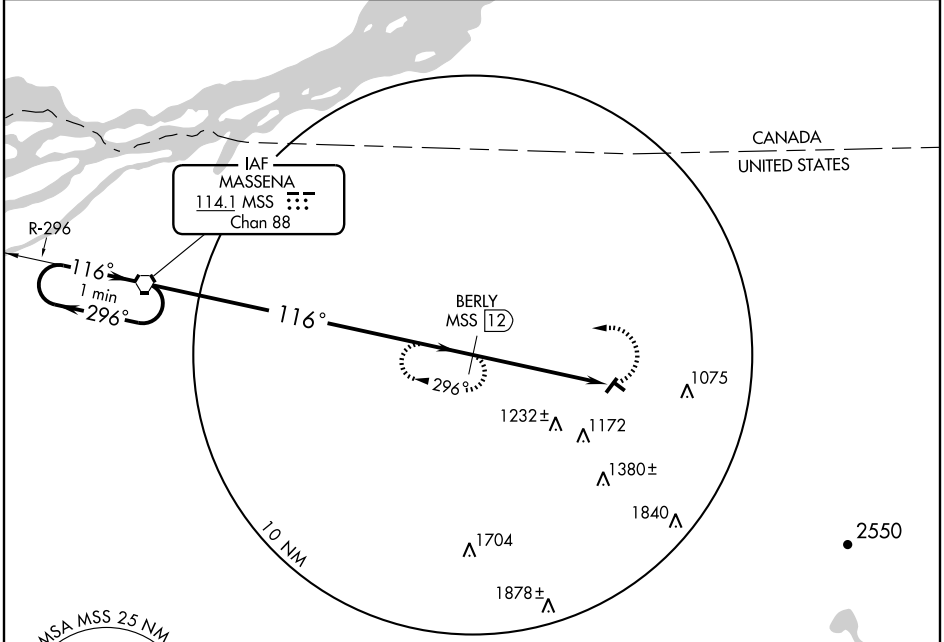 CANADA
UNITED STATES
IAF
MASSENA
114.1 MSS
Chan 88
R-296
116°
1 min
296°
116°
BERLY
MSS 12
296°
1075
1232±
1172
1380±
1840
2550
1704
1878±
10 NM
MSA MSS 25 NM